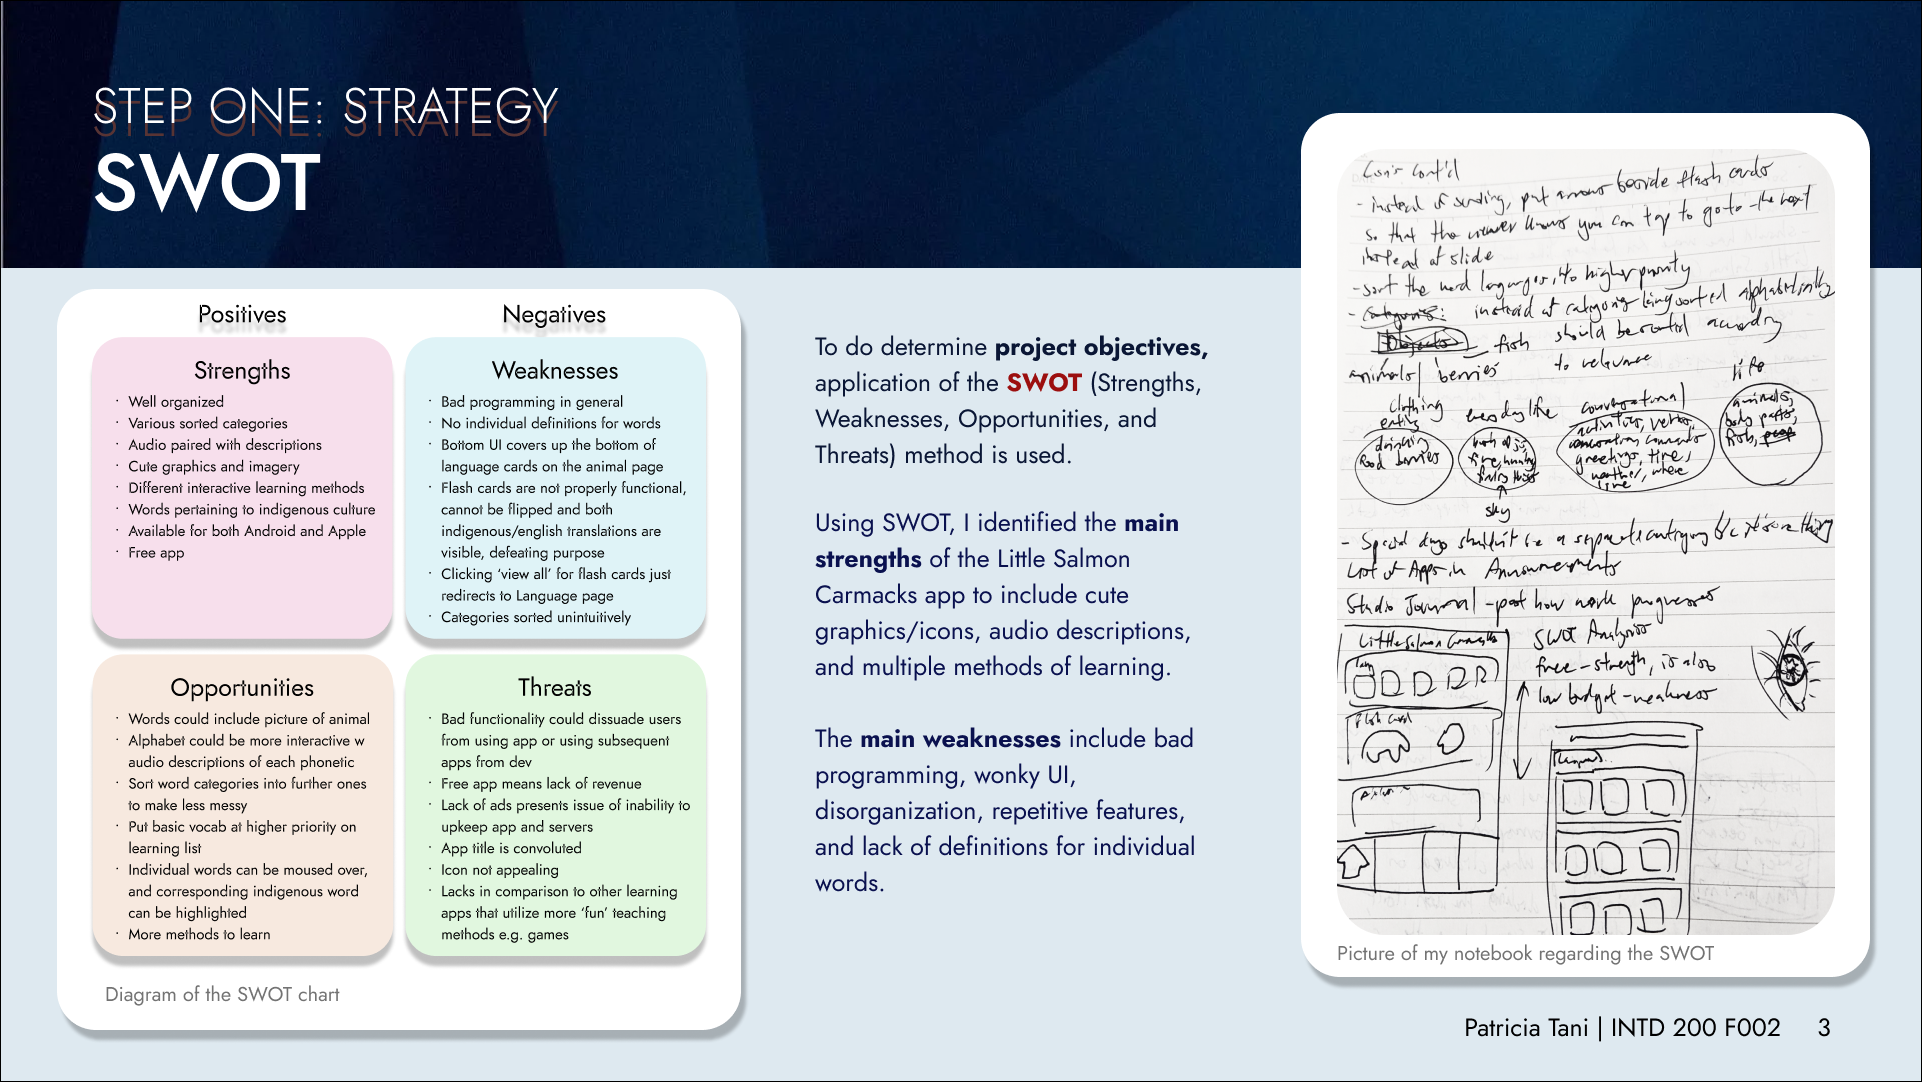 STEP ONE: STRATEGY
SWOT
Positives
Negatives
Strengths
· Well organized
· Various sorted categories
· Audio paired with descriptions
· Cute graphics and imagery
· Different interactive learning methods
· Words pertaining to indigenous culture
· Available for both Android and Apple
· Free app
Weaknesses
· Bad programming in general
· No individual definitions for words
· Bottom UI covers up the bottom of
language cards on the animal page
· Flash cards are not properly functional,
cannot be flipped and both
indigenous/english translations are
visible, defeating purpose
· Clicking ‘view all’ for flash cards just
redirects to Language page
· Categories sorted unintuitively
Opportunities
· Words could include picture of animal
· Alphabet could be more interactive w
audio descriptions of each phonetic
· Sort word categories into further ones
to make less messy
· Put basic vocab at higher priority on
learning list
· Individual words can be moused over,
and corresponding indigenous word
can be highlighted
· More methods to learn
Threats
· Bad functionality could dissuade users
from using app or using subsequent
apps from dev
· Free app means lack of revenue
· Lack of ads presents issue of inability to
upkeep app and servers
· App title is convoluted
· Icon not appealing
· Lacks in comparison to other learning
apps that utilize more ‘fun’ teaching
methods e.g. games
Diagram of the SWOT chart
To do determine project objectives,
application of the SWOT (Strengths,
Weaknesses, Opportunities, and
Threats) method is used.
Using SWOT, I identified the main
strengths of the Little Salmon
Carmacks app to include cute
graphics/icons, audio descriptions,
and multiple methods of learning.
The main weaknesses include bad
programming, wonky UI,
disorganization, repetitive features,
and lack of definitions for individual
words.
Con's cont'd
- instead of sending, put arrows beside flash cards
so that the viewer knows you can tap to go to the next
instead of slide
- sort the word languages to higher priority
- Categories: instead of category being sorted alphabetically
Objects fish should be sorted according
animals / berries to relevance
life
clothing everyday life conversational animals,
eating body parts,
drinking fish,
food berries greetings, time,
weather, where
sky
- Special days shouldn't be a separate category b/c it's something
List of Apps in Announcements
Studio Journal - post how work progresses
Little Salmon Carmacks SWOT Analysis
free - strength, is also
low budget - weakness
Flash card
Picture of my notebook regarding the SWOT
Patricia Tani | INTD 200 F002 3